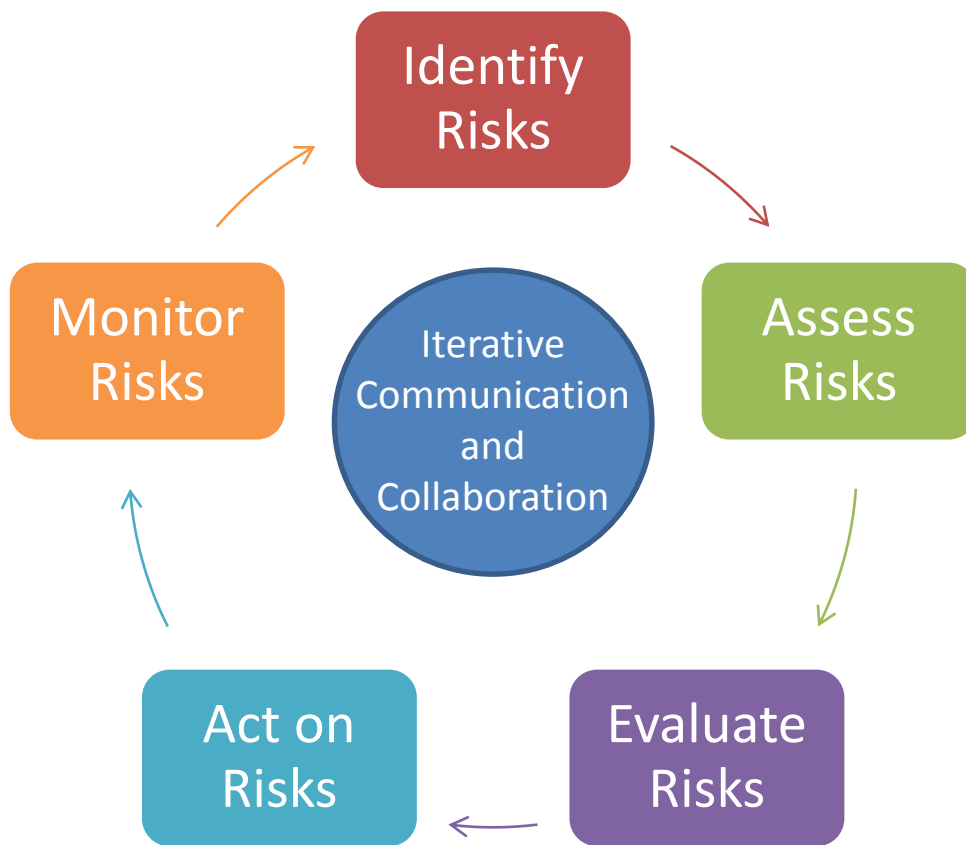 Identify
Risks
Monitor
Risks
Assess
Risks
Iterative
Communication
and
Collaboration
Act on
Risks
Evaluate
Risks